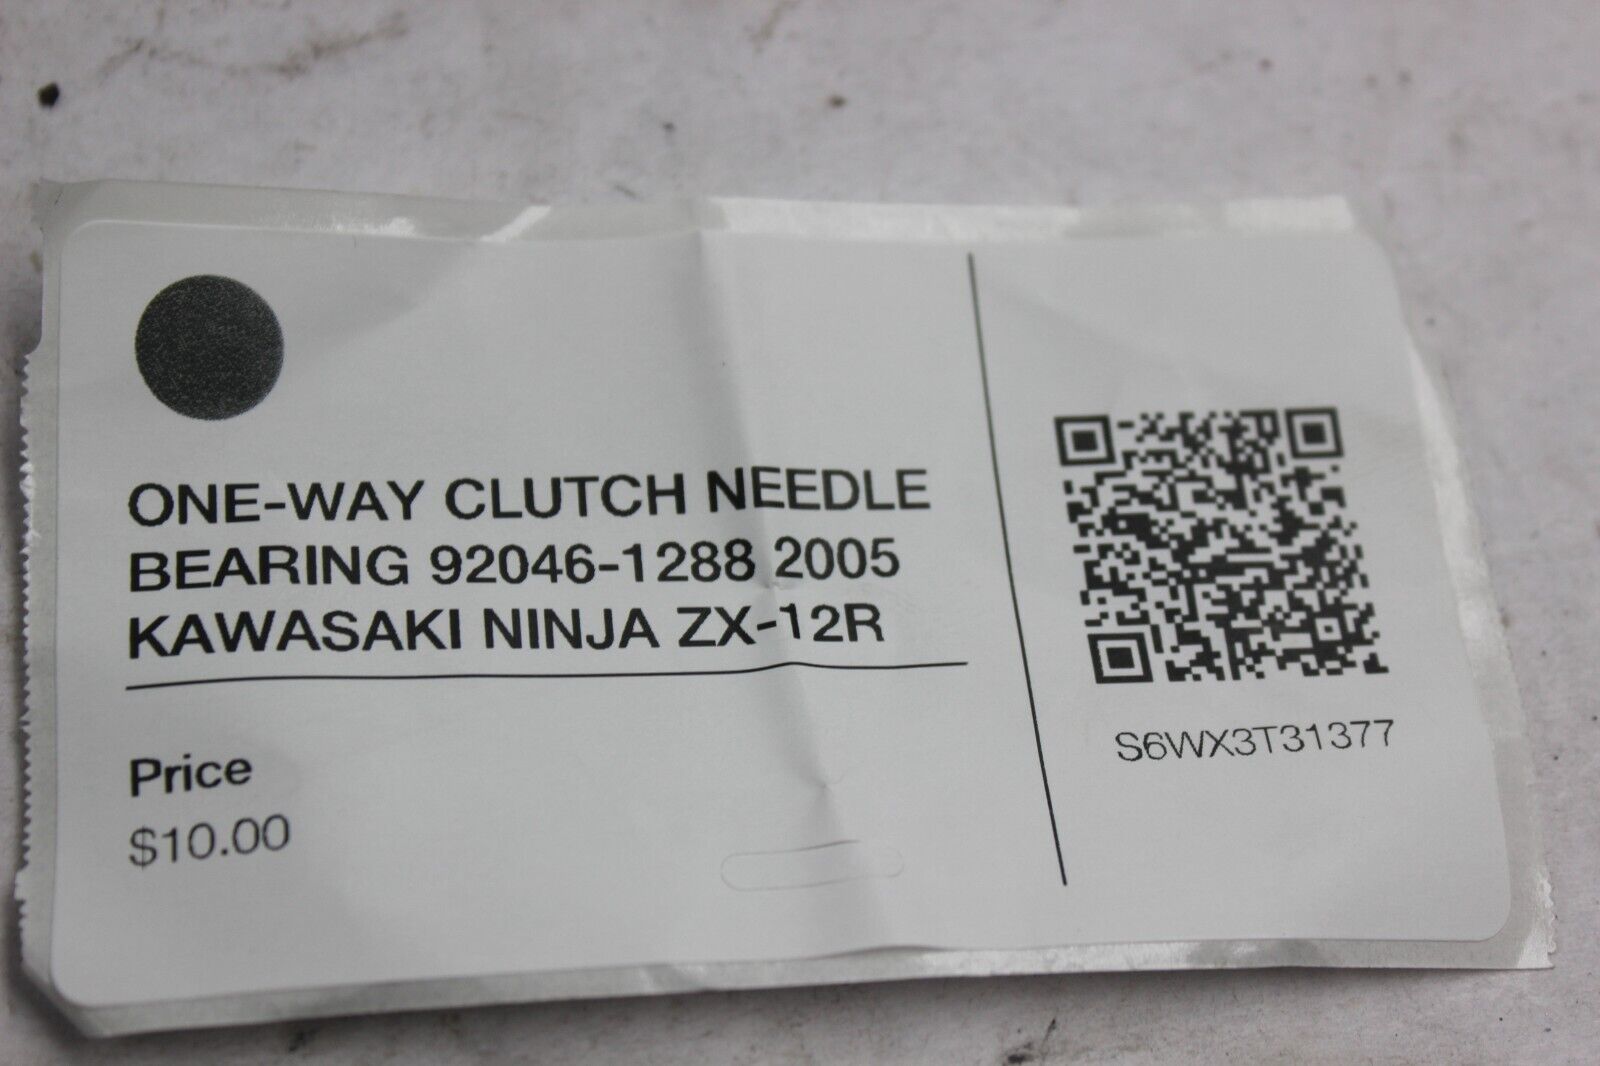 ONE-WAY CLUTCH NEEDLE
BEARING 92046-1288 2005
KAWASAKI NINJA ZX-12R
Price
$10.00
S6WX3T31377